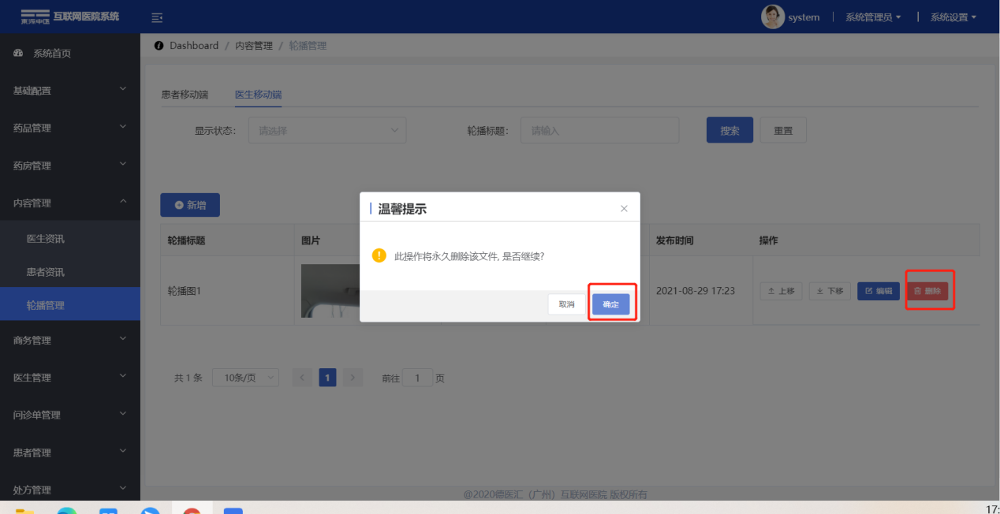 東源中医 互联网医院系统
system
系统管理员
系统设置
系统首页
Dashboard / 内容管理 / 轮播管理
基础配置
药品管理
药房管理
内容管理
医生资讯
患者资讯
轮播管理
商务管理
医生管理
问诊单管理
患者管理
处方管理
患者移动端 医生移动端
显示状态: 请选择 轮播标题: 请输入 搜索 重置
新增
轮播标题 图片 发布时间 操作
轮播图1 2021-08-29 17:23 上移 下移 编辑 删除
温馨提示
此操作将永久删除该文件, 是否继续?
取消 确定
共 1 条 10条/页 1 前往 1 页
@2020德医汇（广州）互联网医院 版权所有
17: